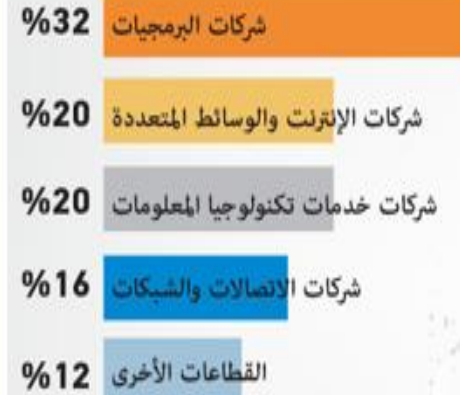 %32 شركات البرمجيات
%20 شركات الإنترنت والوسائط المتعددة
%20 شركات خدمات تكنولوجيا المعلومات
%16 شركات الاتصالات والشبكات
%12 القطاعات الأخرى